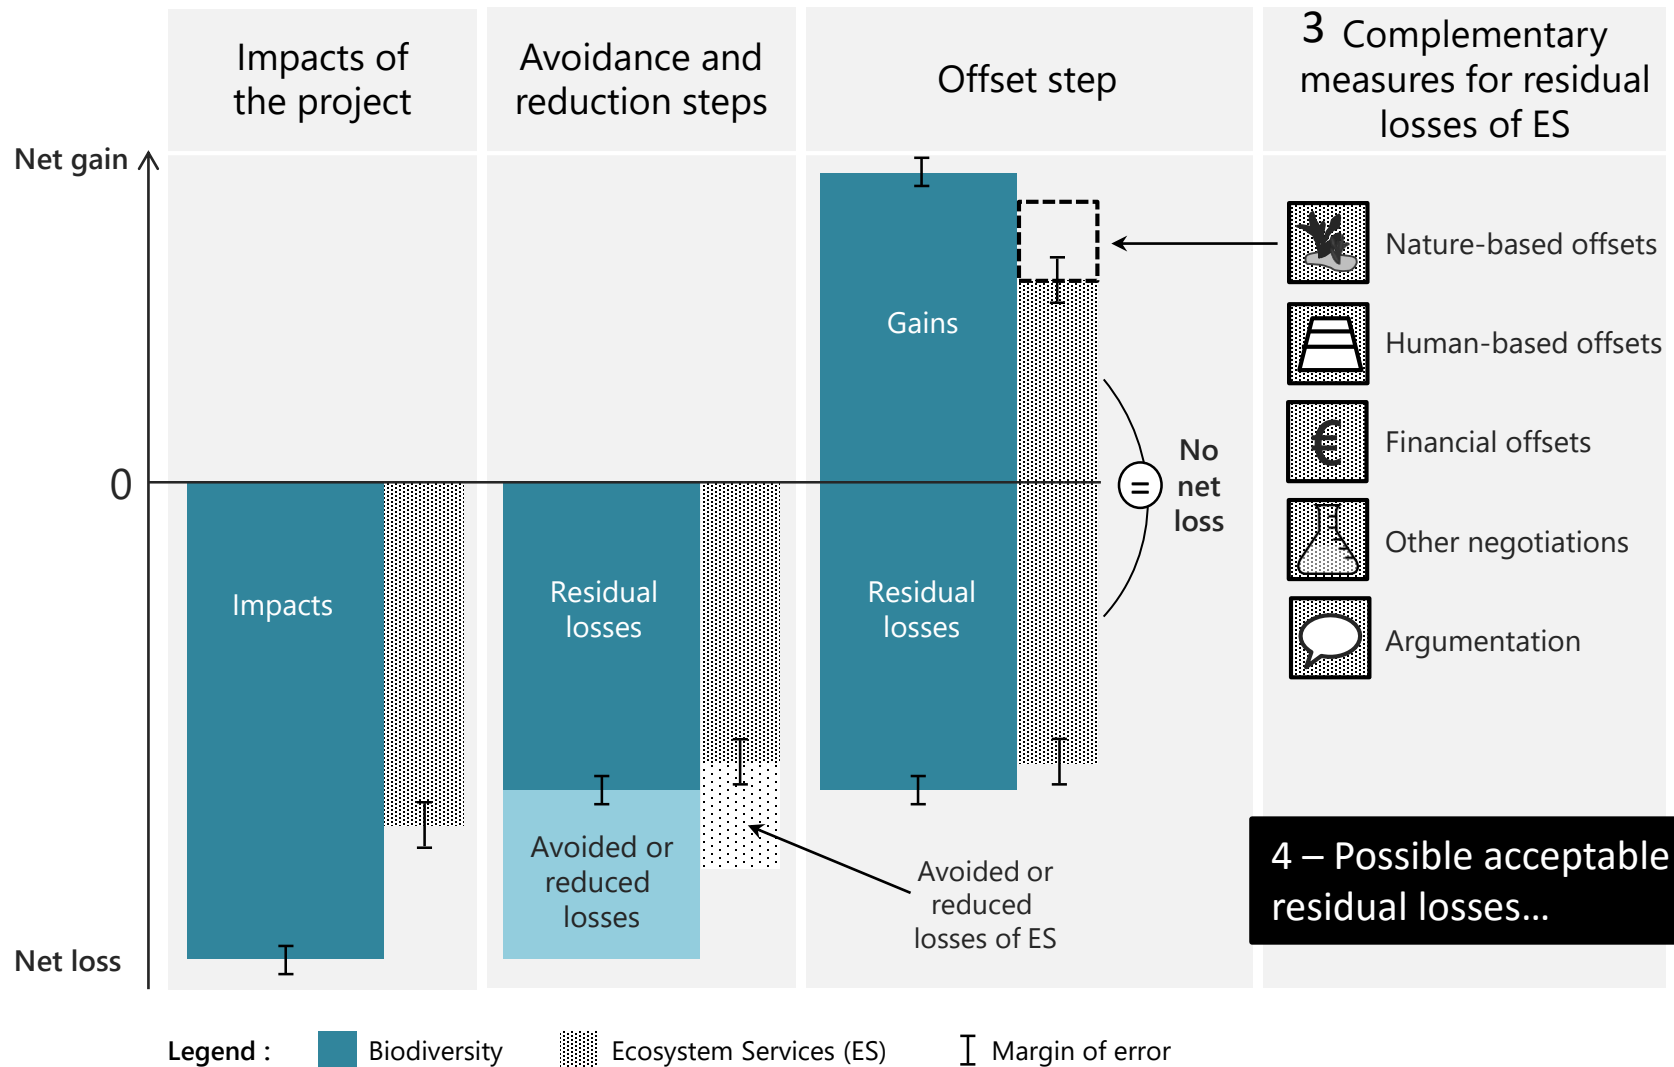 Impacts of
the project
Avoidance and
reduction steps
Offset step
3 Complementary
measures for residual
losses of ES
Net gain
0
Net loss
Impacts
Residual
losses
Avoided or
reduced
losses
Gains
Residual
losses
Avoided or
reduced
losses of ES
=
No
net
loss
Nature-based offsets
Human-based offsets
€
Financial offsets
Other negotiations
Argumentation
4 – Possible acceptable
residual losses...
Legend :
Biodiversity
Ecosystem Services (ES)
Margin of error